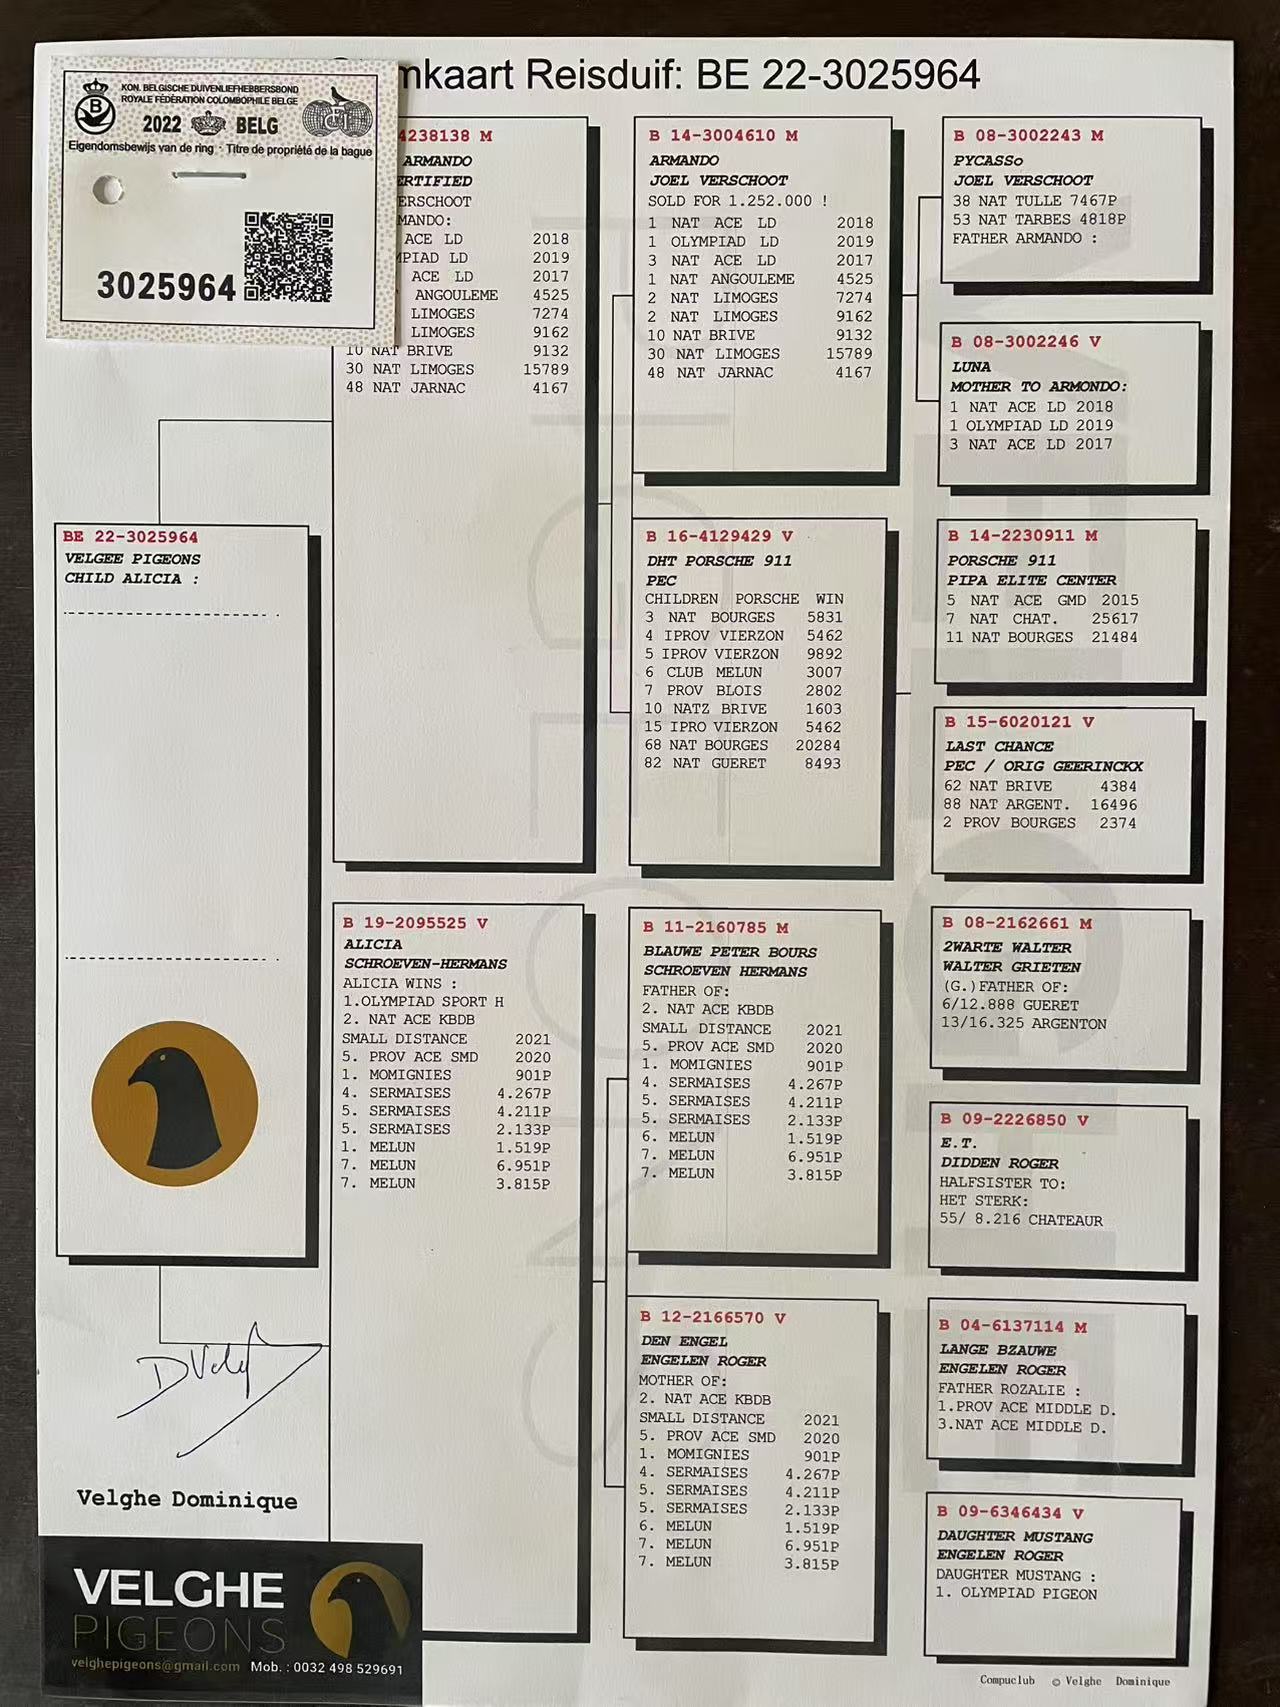 mkaart Reisduif: BE 22-3025964
KON. BELGISCHE DUIVENLIEFHEBBERSBOND
ROYALE FÉDÉRATION COLOMBOPHILE BELGE
B
2022 BELG
FCI
Eigendomsbewijs van de ring - Titre de propriété de la bague
3025964
4238138 M
ARMANDO
ERTIFIED
ERSCHOOT
MANDO:
ACE LD 2018
MPIAD LD 2019
ACE LD 2017
ANGOULEME 4525
LIMOGES 7274
LIMOGES 9162
10 NAT BRIVE 9132
30 NAT LIMOGES 15789
48 NAT JARNAC 4167
B 14-3004610 M
ARMANDO
JOEL VERSCHOOT
SOLD FOR 1.252.000 !
1 NAT ACE LD 2018
1 OLYMPIAD LD 2019
3 NAT ACE LD 2017
1 NAT ANGOULEME 4525
2 NAT LIMOGES 7274
2 NAT LIMOGES 9162
10 NAT BRIVE 9132
30 NAT LIMOGES 15789
48 NAT JARNAC 4167
B 08-3002243 M
PYCASSo
JOEL VERSCHOOT
38 NAT TULLE 7467P
53 NAT TARBES 4818P
FATHER ARMANDO :
B 08-3002246 V
LUNA
MOTHER TO ARMONDO:
1 NAT ACE LD 2018
1 OLYMPIAD LD 2019
3 NAT ACE LD 2017
BE 22-3025964
VELGEE PIGEONS
CHILD ALICIA :
B 16-4129429 V
DHT PORSCHE 911
PEC
CHILDREN PORSCHE WIN
3 NAT BOURGES 5831
4 IPROV VIERZON 5462
5 IPROV VIERZON 9892
6 CLUB MELUN 3007
7 PROV BLOIS 2802
10 NATZ BRIVE 1603
15 IPRO VIERZON 5462
68 NAT BOURGES 20284
82 NAT GUERET 8493
B 14-2230911 M
PORSCHE 911
PIPA ELITE CENTER
5 NAT ACE GMD 2015
7 NAT CHAT. 25617
11 NAT BOURGES 21484
B 15-6020121 V
LAST CHANCE
PEC / ORIG GEERINCKX
62 NAT BRIVE 4384
88 NAT ARGENT. 16496
2 PROV BOURGES 2374
B 19-2095525 V
ALICIA
SCHROEVEN-HERMANS
ALICIA WINS :
1.OLYMPIAD SPORT H
2. NAT ACE KBDB
SMALL DISTANCE 2021
5. PROV ACE SMD 2020
1. MOMIGNIES 901P
4. SERMAISES 4.267P
5. SERMAISES 4.211P
5. SERMAISES 2.133P
1. MELUN 1.519P
7. MELUN 6.951P
7. MELUN 3.815P
B 11-2160785 M
BLAUWE PETER BOURS
SCHROEVEN HERMANS
FATHER OF:
2. NAT ACE KBDB
SMALL DISTANCE 2021
5. PROV ACE SMD 2020
1. MOMIGNIES 901P
4. SERMAISES 4.267P
5. SERMAISES 4.211P
5. SERMAISES 2.133P
6. MELUN 1.519P
7. MELUN 6.951P
7. MELUN 3.815P
B 08-2162661 M
2WARTE WALTER
WALTER GRIETEN
(G.)FATHER OF:
6/12.888 GUERET
13/16.325 ARGENTON
B 09-2226850 V
E.T.
DIDDEN ROGER
HALFSISTER TO:
HET STERK:
55/ 8.216 CHATEAUR
B 12-2166570 V
DEN ENGEL
ENGELEN ROGER
MOTHER OF:
2. NAT ACE KBDB
SMALL DISTANCE 2021
5. PROV ACE SMD 2020
1. MOMIGNIES 901P
4. SERMAISES 4.267P
5. SERMAISES 4.211P
5. SERMAISES 2.133P
6. MELUN 1.519P
7. MELUN 6.951P
7. MELUN 3.815P
B 04-6137114 M
LANGE BZAUWE
ENGELEN ROGER
FATHER ROZALIE :
1.PROV ACE MIDDLE D.
3.NAT ACE MIDDLE D.
B 09-6346434 V
DAUGHTER MUSTANG
ENGELEN ROGER
DAUGHTER MUSTANG :
1. OLYMPIAD PIGEON
Velghe Dominique
VELGHE
PIGEONS
velghepigeons@gmail.com Mob. : 0032 498 529691
Compuclub © Velghe Dominique